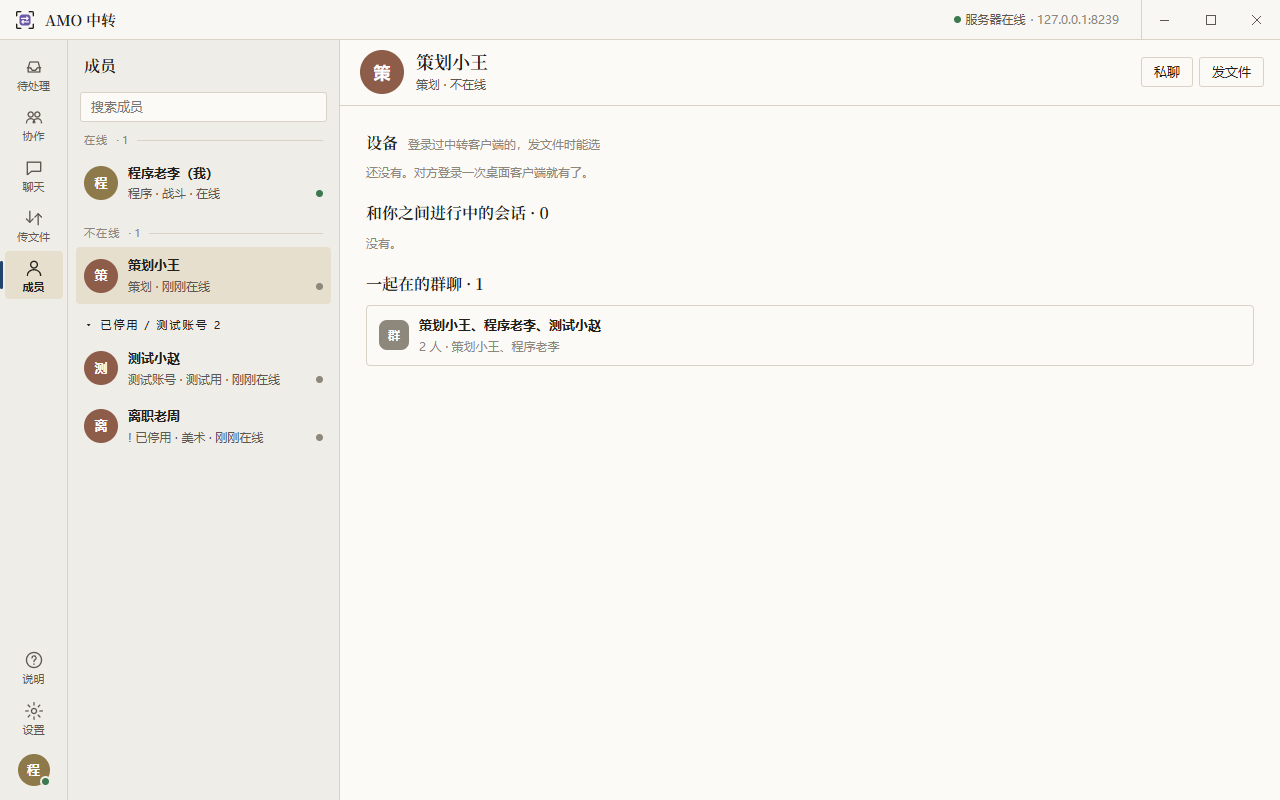 AMO 中转
服务器在线 · 127.0.0.1:8239
待处理
协作
聊天
传文件
成员
说明
设置
程
成员
搜索成员
在线 · 1
程
程序老李（我）
程序 · 战斗 · 在线
不在线 · 1
策
策划小王
策划 · 刚刚在线
已停用 / 测试账号 2
测
测试小赵
测试账号 · 测试用 · 刚刚在线
离
离职老周
! 已停用 · 美术 · 刚刚在线
策
策划小王
策划 · 不在线
私聊
发文件
设备 登录过中转客户端的，发文件时能选
还没有。对方登录一次桌面客户端就有了。
和你之间进行中的会话 · 0
没有。
一起在的群聊 · 1
群
策划小王、程序老李、测试小赵
2 人 · 策划小王、程序老李